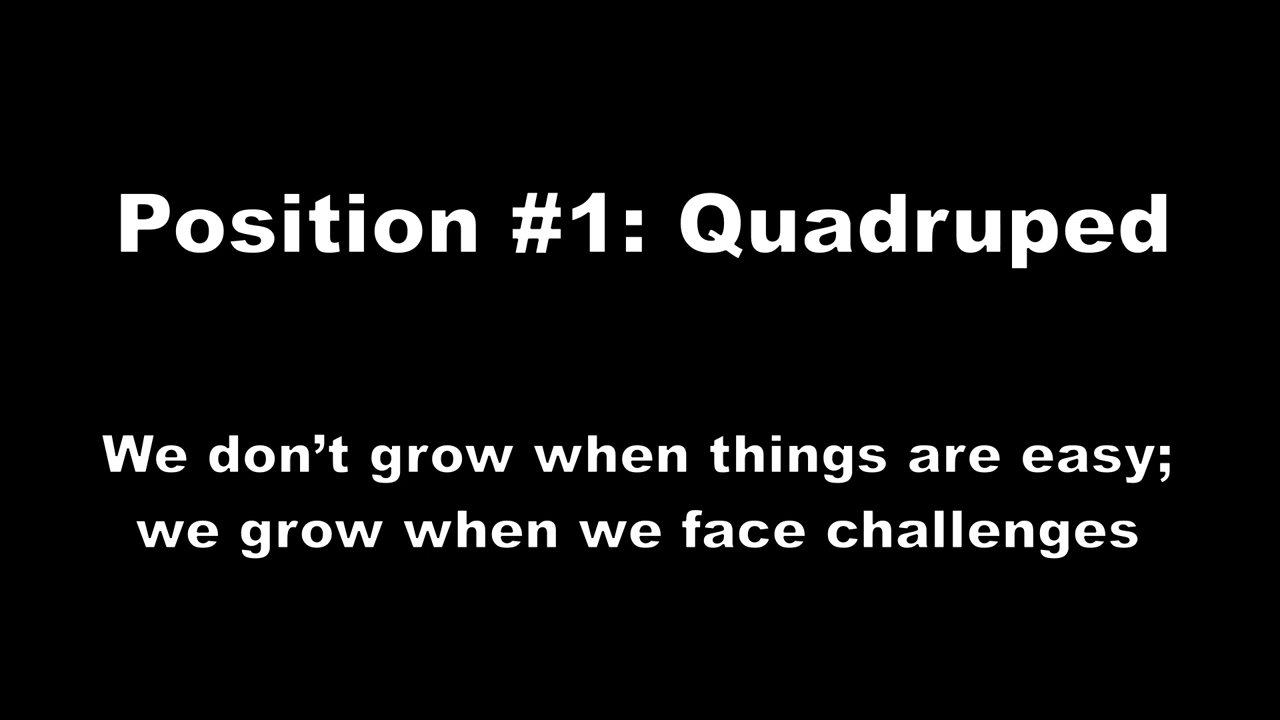 Position #1: Quadruped
We don’t grow when things are easy;
we grow when we face challenges